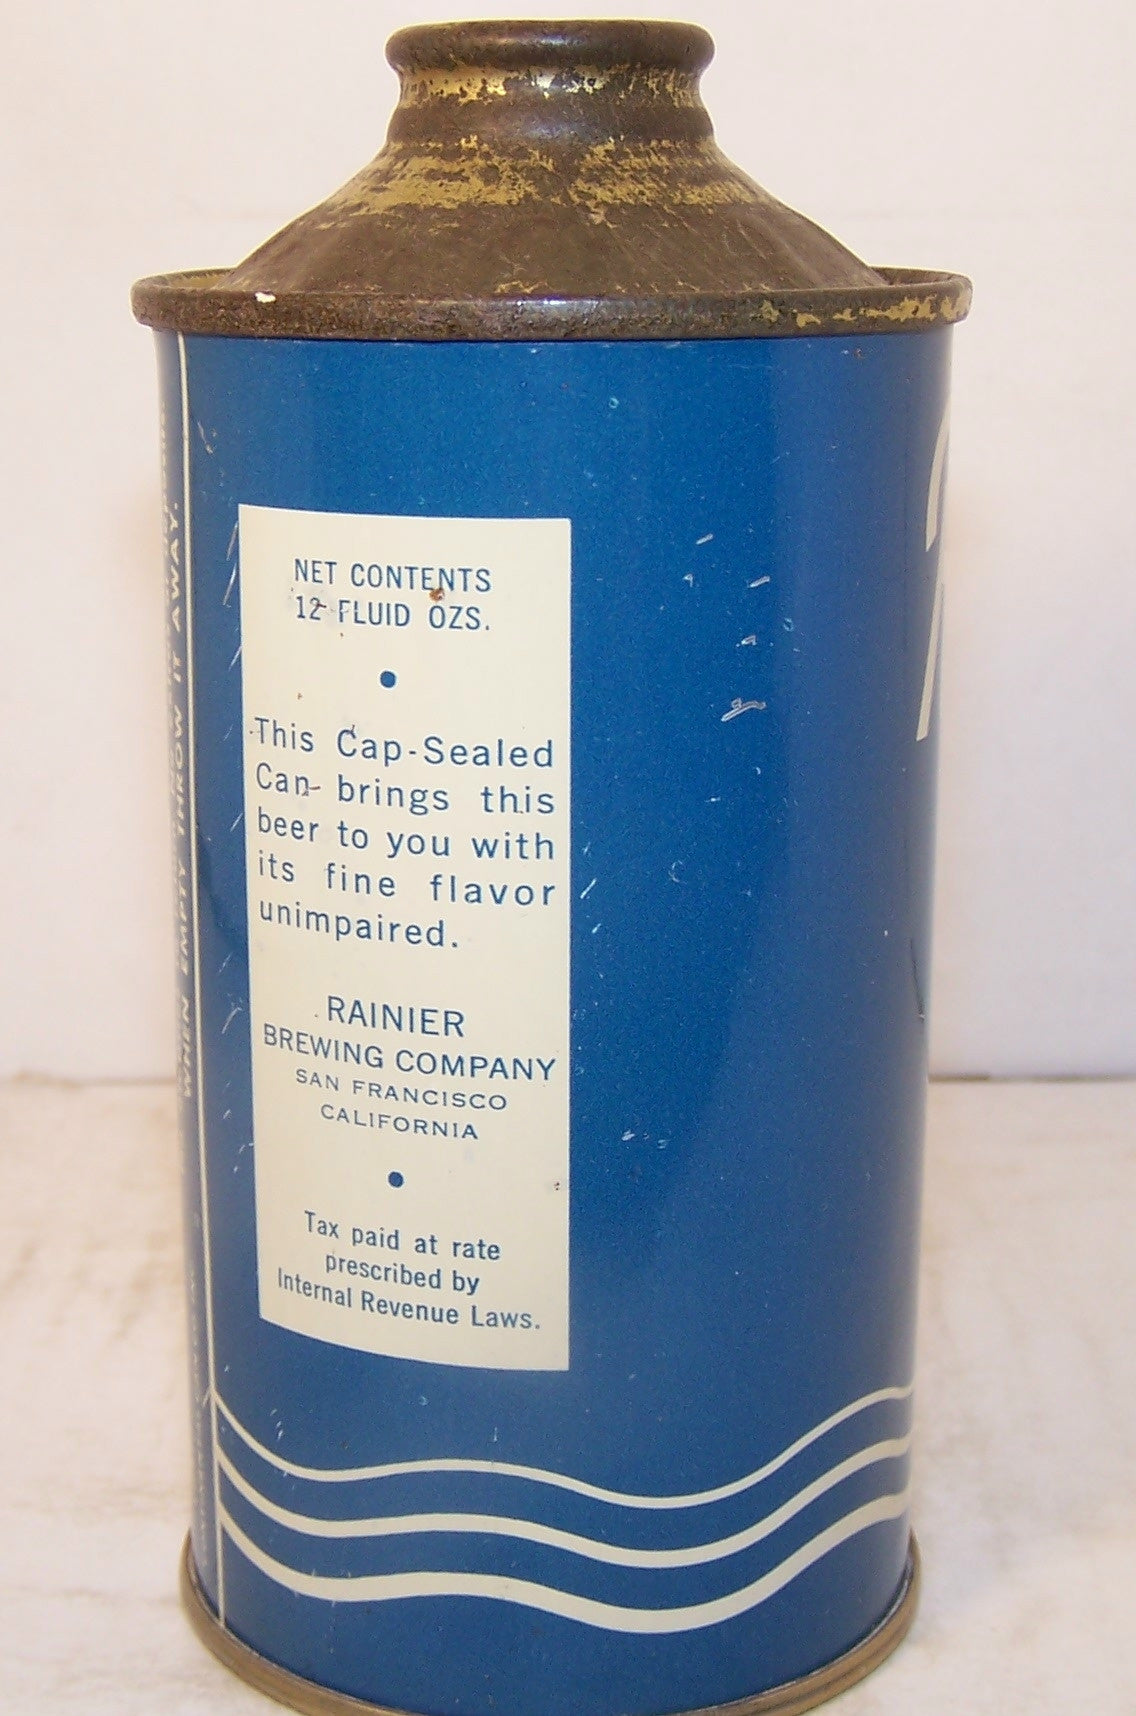 NET CONTENTS
12 FLUID OZS.
This Cap-Sealed
Can brings this
beer to you with
its fine flavor
unimpaired.
RAINIER
BREWING COMPANY
SAN FRANCISCO
CALIFORNIA
Tax paid at rate
prescribed by
Internal Revenue Laws.
WHEN EMPTY THROW IT AWAY.